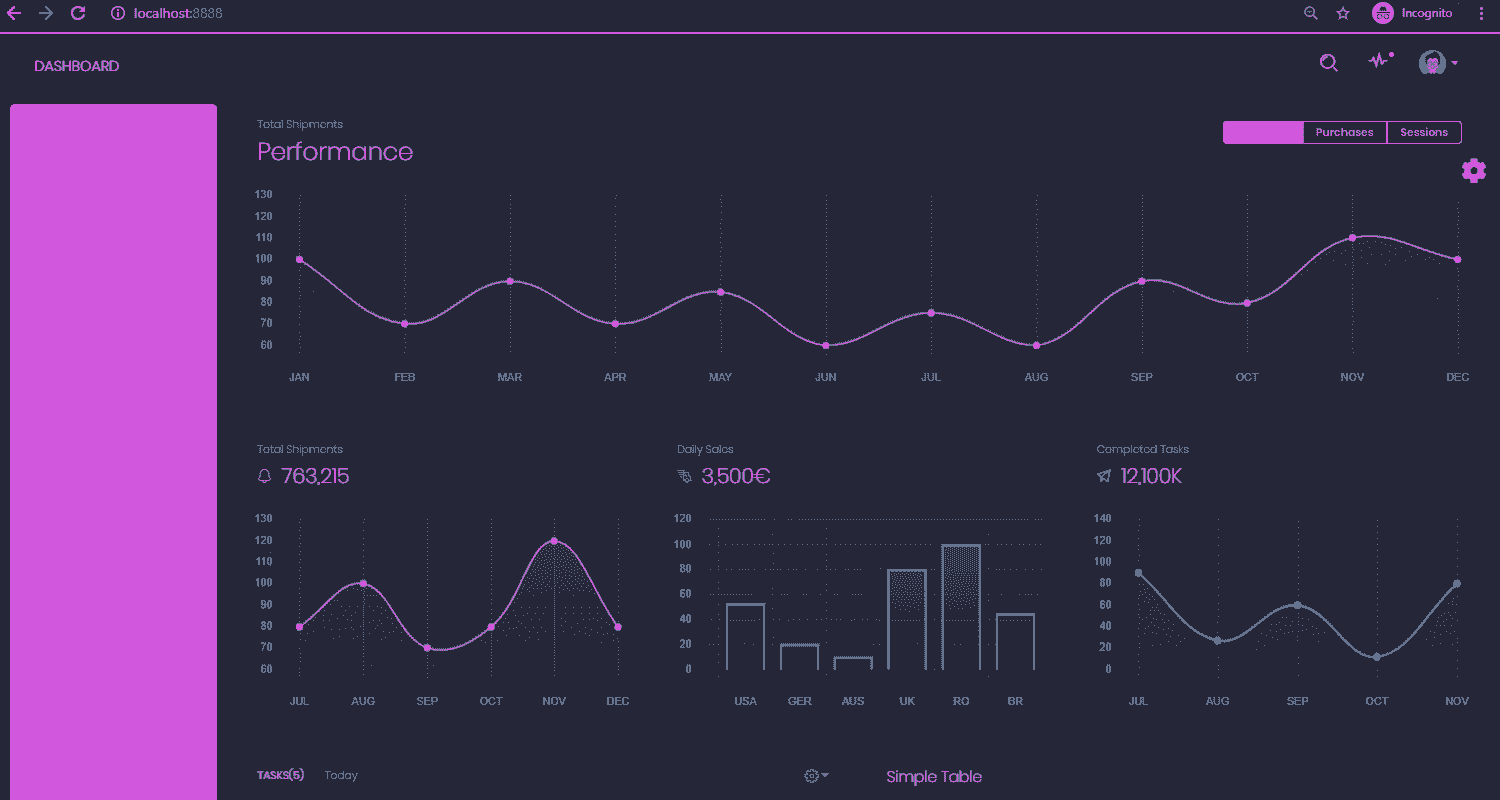 localhost:8888
Incognito
DASHBOARD
Total Shipments
Performance
Purchases
Sessions
130
120
110
100
90
80
70
60
JAN FEB MAR APR MAY JUN JUL AUG SEP OCT NOV DEC
Total Shipments
763,215
130
120
110
100
90
80
70
60
JUL AUG SEP OCT NOV DEC
Daily Sales
3,500€
120
100
80
60
40
20
0
USA GER AUS UK RO BR
Completed Tasks
12,100K
140
120
100
80
60
40
20
0
JUL AUG SEP OCT NOV
TASKS(5) Today
Simple Table